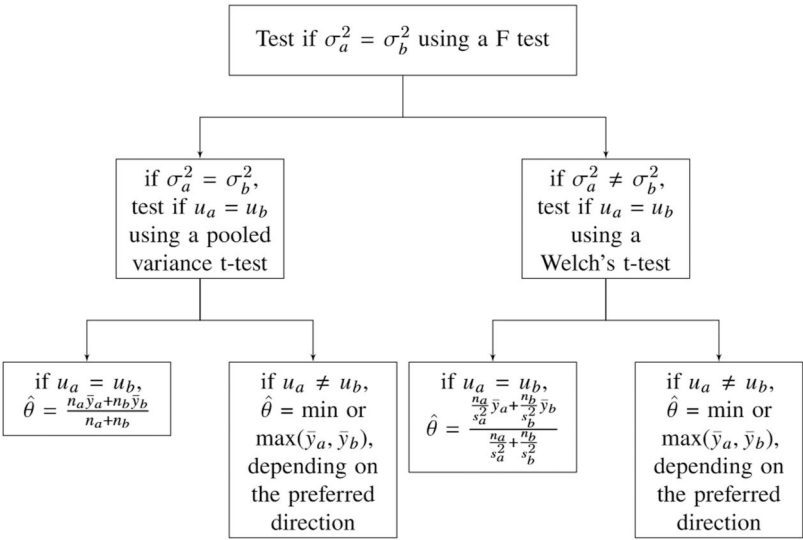 Test if σ_a^2 = σ_b^2 using a F test
if σ_a^2 = σ_b^2,
test if u_a = u_b
using a pooled
variance t-test
if σ_a^2 ≠ σ_b^2,
test if u_a = u_b
using a
Welch's t-test
if u_a = u_b,
θ̂ = (n_a ȳ_a + n_b ȳ_b) / (n_a + n_b)
if u_a ≠ u_b,
θ̂ = min or
max(ȳ_a, ȳ_b),
depending on
the preferred
direction
if u_a = u_b,
θ̂ = ((n_a/s_a^2) ȳ_a + (n_b/s_b^2) ȳ_b) / (n_a/s_a^2 + n_b/s_b^2)
if u_a ≠ u_b,
θ̂ = min or
max(ȳ_a, ȳ_b),
depending on
the preferred
direction